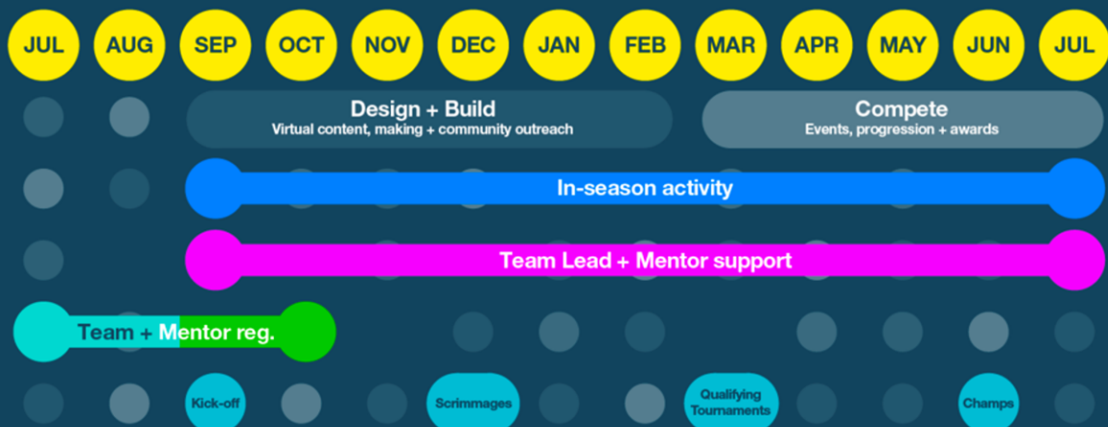 JUL AUG SEP OCT NOV DEC JAN FEB MAR APR MAY JUN JUL
Design + Build
Virtual content, making + community outreach
Compete
Events, progression + awards
In-season activity
Team Lead + Mentor support
Team + Mentor reg.
Kick-off
Scrimmages
Qualifying
Tournaments
Champs